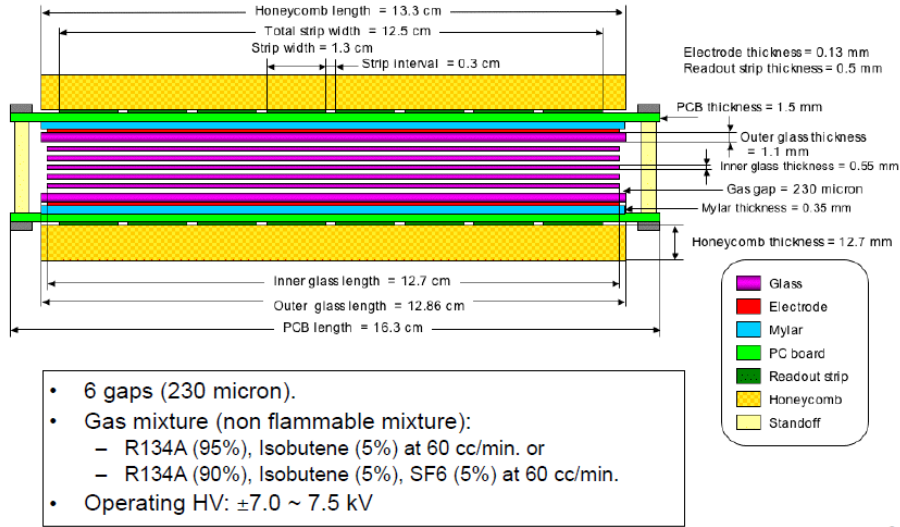 Honeycomb length = 13.3 cm
Total strip width = 12.5 cm
Strip width = 1.3 cm
Strip interval = 0.3 cm
Electrode thickness = 0.13 mm
Readout strip thickness = 0.5 mm
PCB thickness = 1.5 mm
Outer glass thickness
= 1.1 mm
Inner glass thickness = 0.55 mm
Gas gap = 230 micron
Mylar thickness = 0.35 mm
Honeycomb thickness = 12.7 mm
Inner glass length = 12.7 cm
Outer glass length = 12.86 cm
PCB length = 16.3 cm
Glass
Electrode
Mylar
PC board
Readout strip
Honeycomb
Standoff
• 6 gaps (230 micron).
• Gas mixture (non flammable mixture):
– R134A (95%), Isobutene (5%) at 60 cc/min. or
– R134A (90%), Isobutene (5%), SF6 (5%) at 60 cc/min.
• Operating HV: ±7.0 ~ 7.5 kV